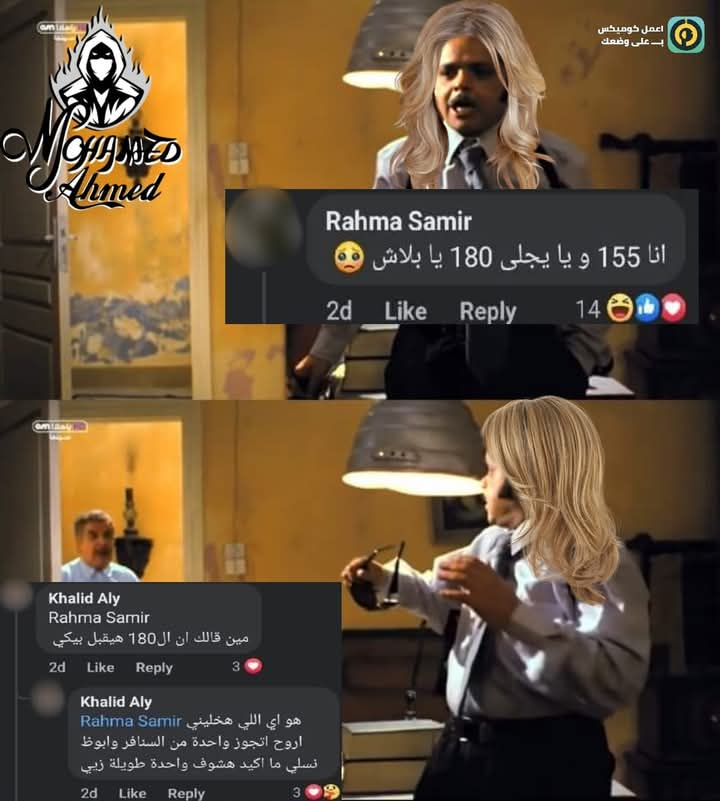 اعمل كوميكس
بـــ على وضعك
MOHAMED
Ahmed
Rahma Samir
انا 155 و يا يجلى 180 يا بلاش 🥺
2d Like Reply 14
Khalid Aly
Rahma Samir
مين قالك ان ال180 هيقبل بيكي
2d Like Reply 3
Khalid Aly
Rahma Samir هو اي اللي هخليني
اروح اتجوز واحدة من السنافر وابوظ
نسلي ما اكيد هشوف واحدة طويلة زيي
2d Like Reply 3